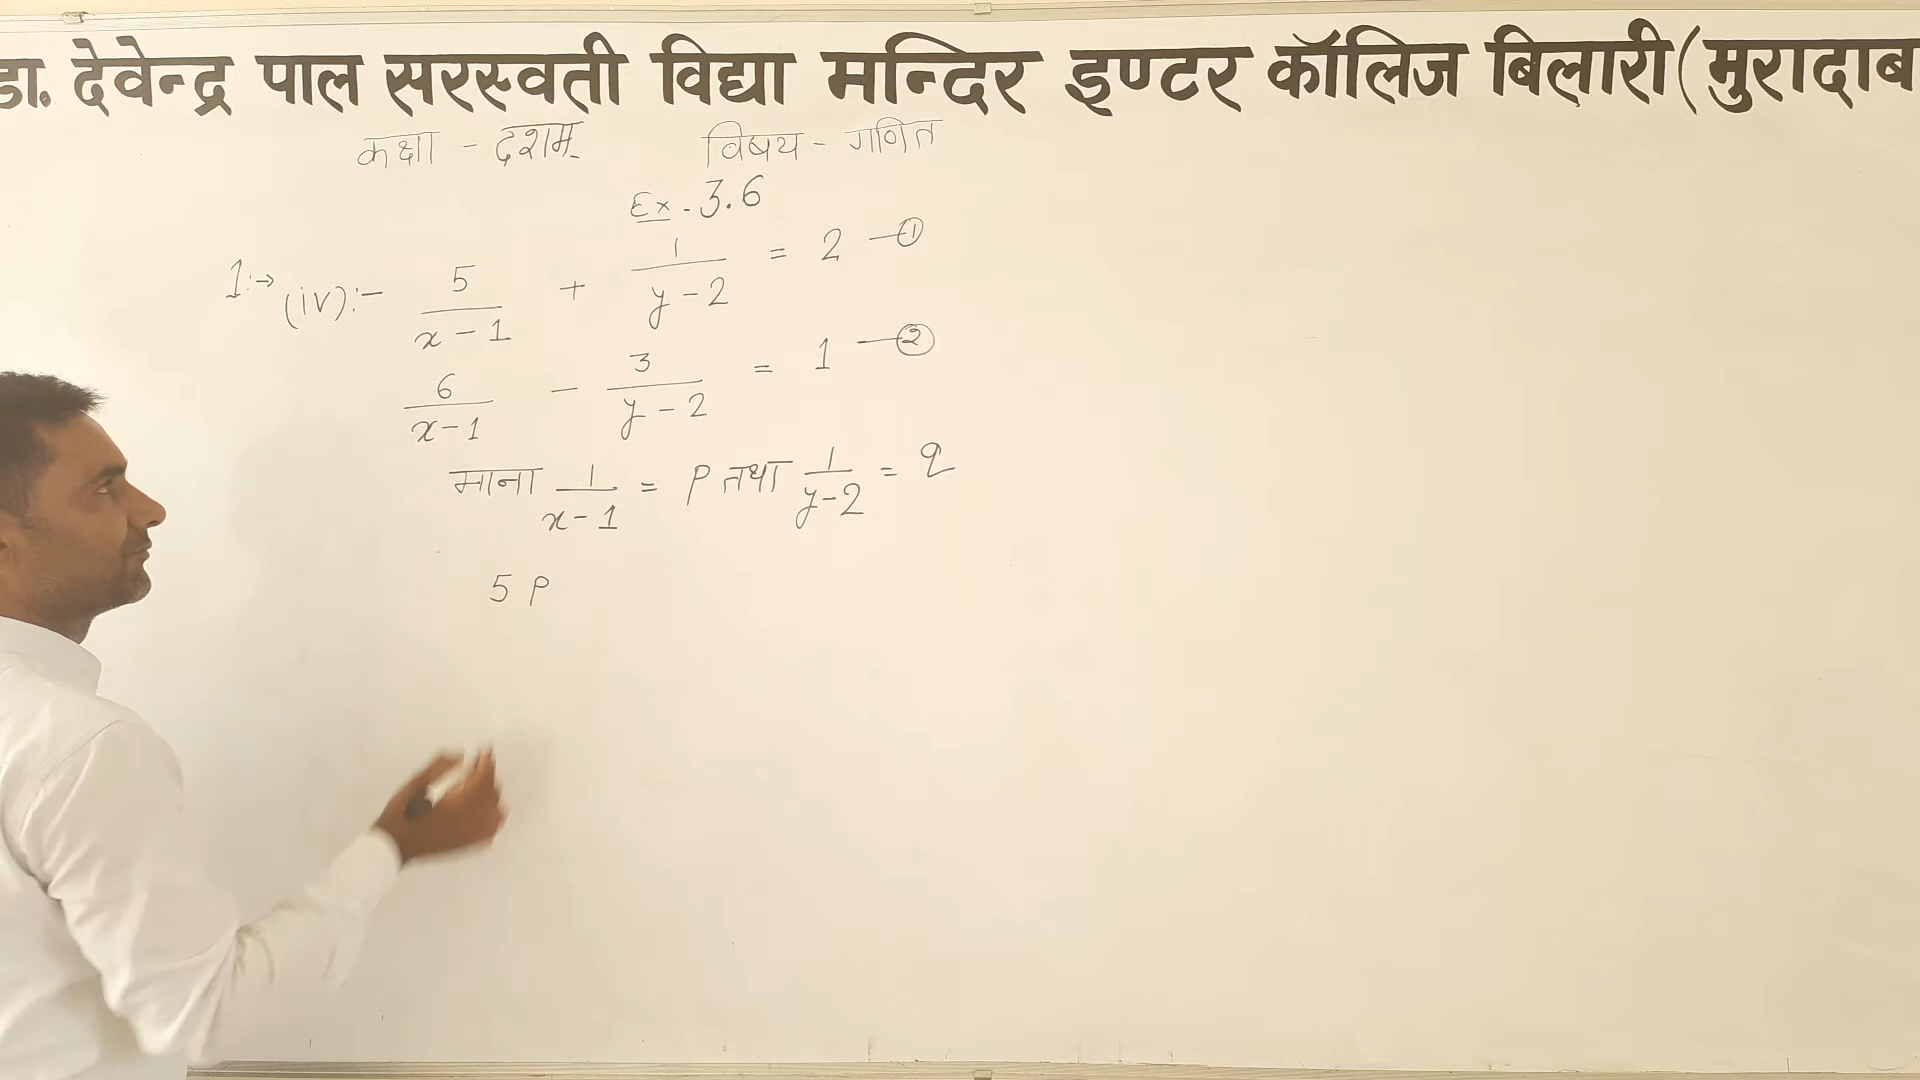 डा. देवेन्द्र पाल सरस्वती विद्या मन्दिर इण्टर कॉलिज बिलारी (मुरादाब
कक्षा - दशम विषय - गणित
Ex - 3.6
1:→ (iv):- 5/(x-1) + 1/(y-2) = 2 —①
6/(x-1) - 3/(y-2) = 1 —②
माना 1/(x-1) = p तथा 1/(y-2) = q
5 p